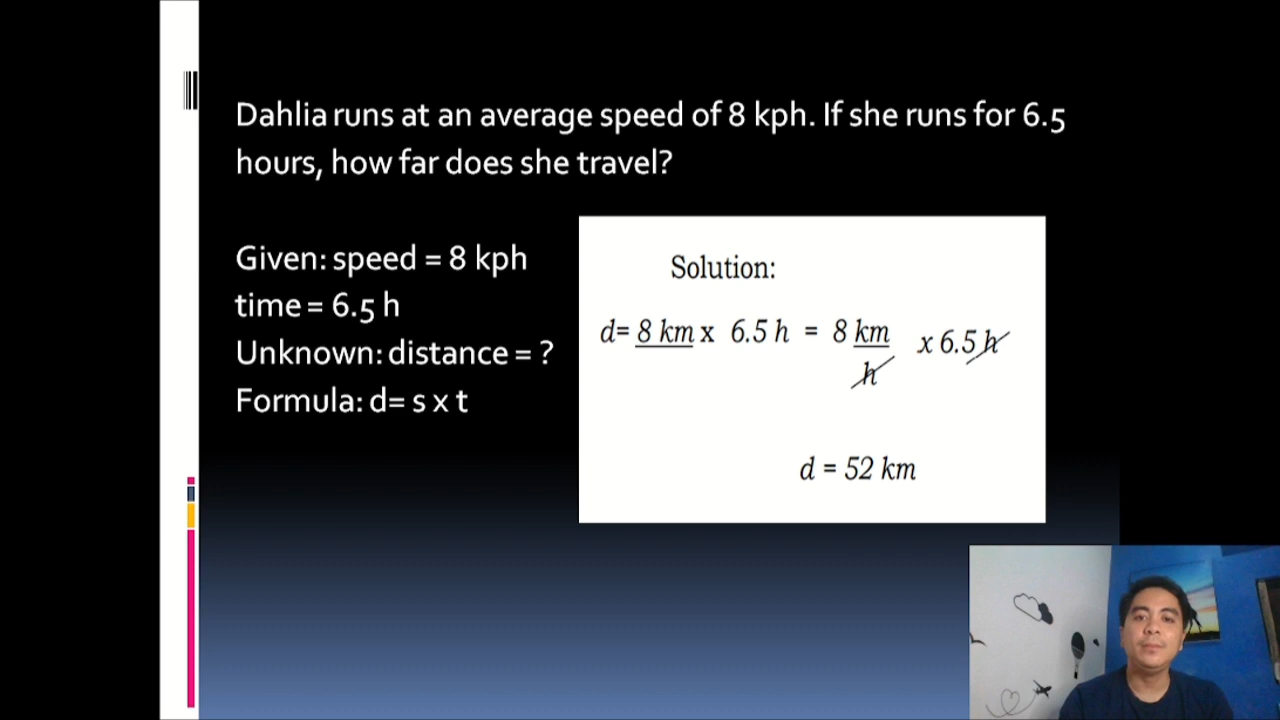 Dahlia runs at an average speed of 8 kph. If she runs for 6.5
hours, how far does she travel?
Given: speed = 8 kph
time = 6.5 h
Unknown: distance = ?
Formula: d= s x t
Solution:
d= 8 km x 6.5 h = 8 km x 6.5 h
h
d = 52 km